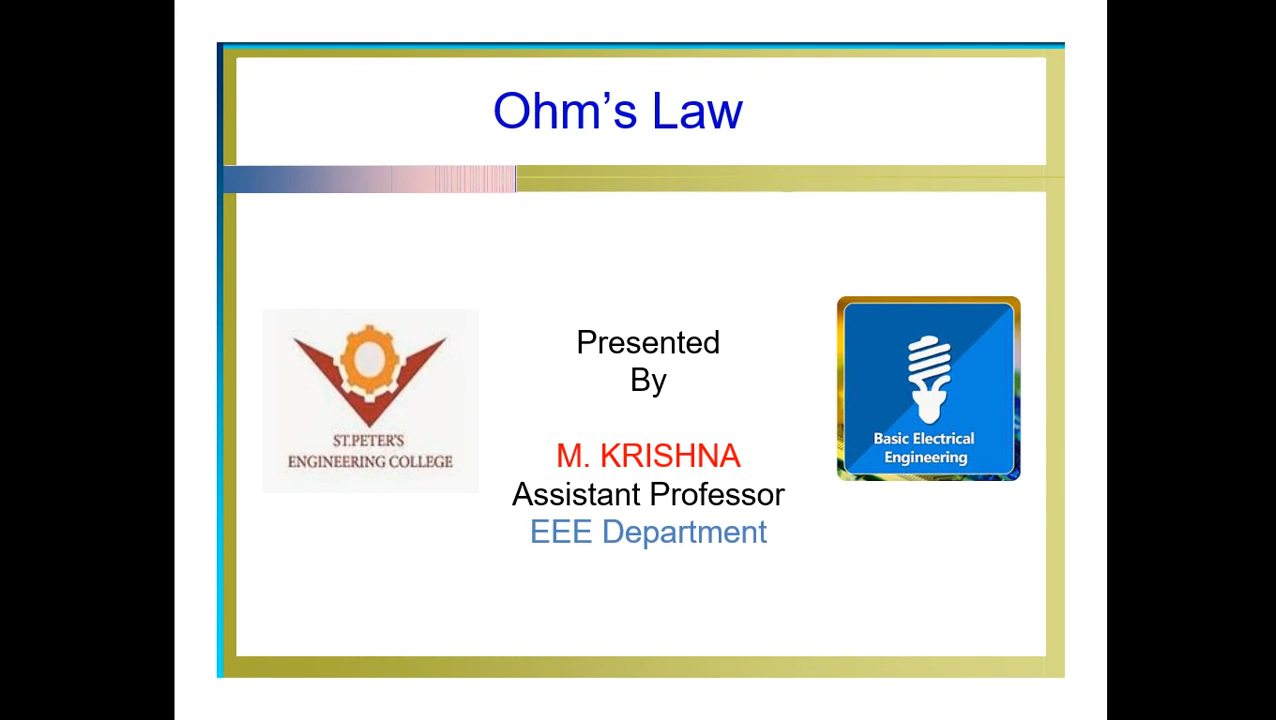 Ohm’s Law
Presented
By
M. KRISHNA
Assistant Professor
EEE Department
ST.PETER'S
ENGINEERING COLLEGE
Basic Electrical
Engineering